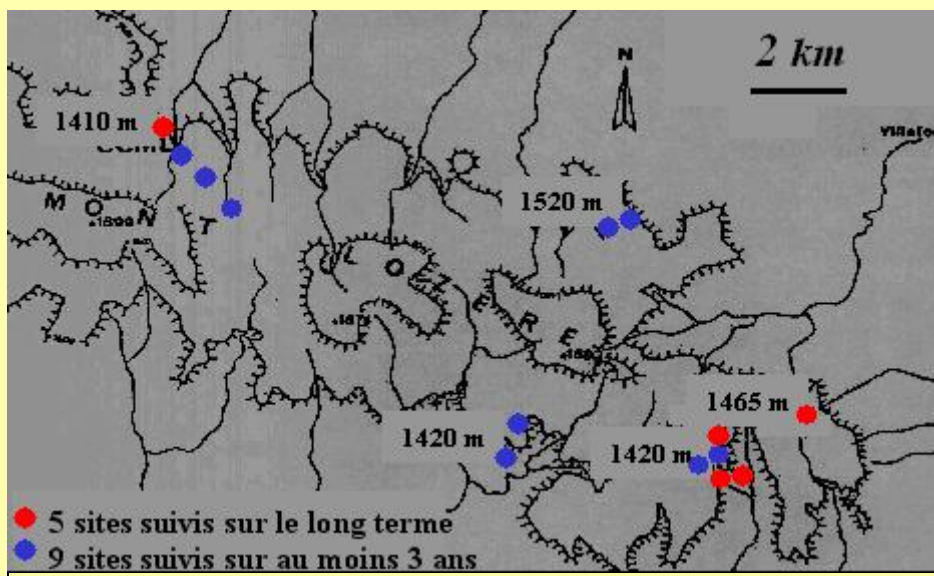 2 km
N
1410 m
1520 m
M O N T
L O Z E R E
1465 m
1420 m
1420 m
5 sites suivis sur le long terme
9 sites suivis sur au moins 3 ans